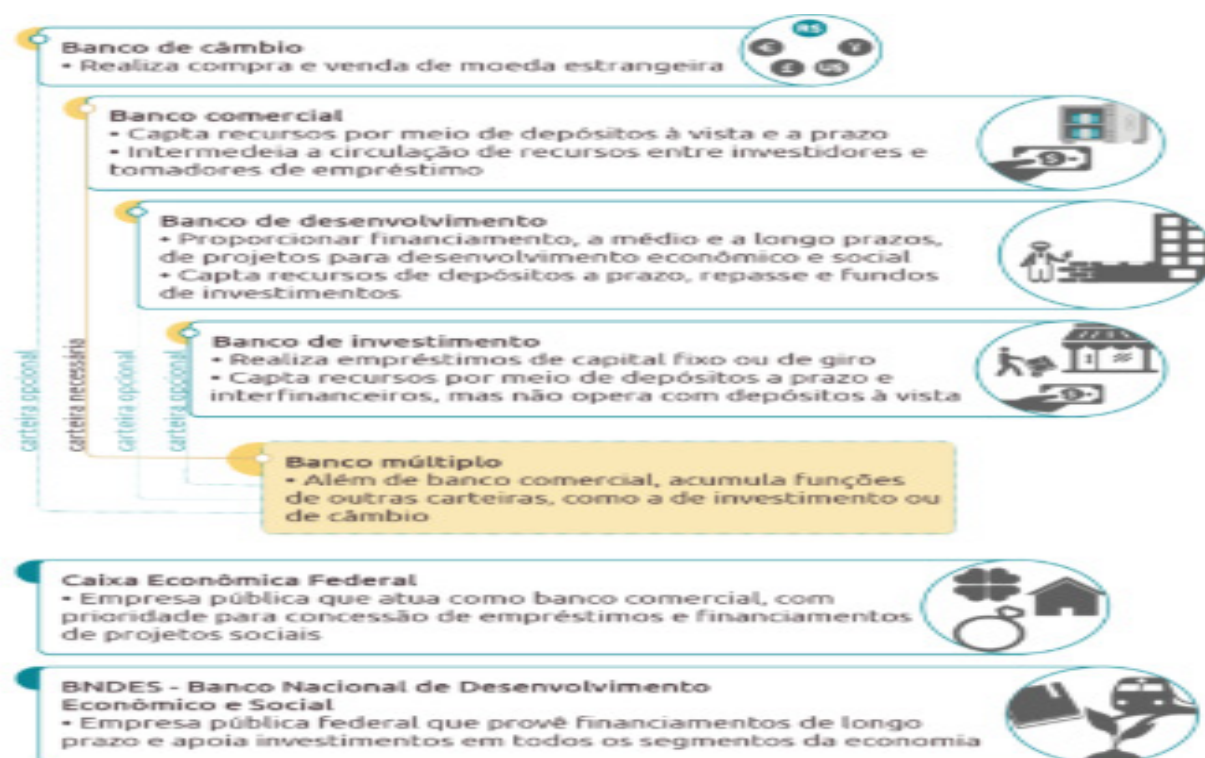 R$
€
¥
£
US
Banco de câmbio
• Realiza compra e venda de moeda estrangeira
Banco comercial
• Capta recursos por meio de depósitos à vista e a prazo
• Intermedeia a circulação de recursos entre investidores e
tomadores de empréstimo
Banco de desenvolvimento
• Proporcionar financiamento, a médio e a longo prazos,
de projetos para desenvolvimento econômico e social
• Capta recursos de depósitos a prazo, repasse e fundos
de investimentos
Banco de investimento
• Realiza empréstimos de capital fixo ou de giro
• Capta recursos por meio de depósitos a prazo e
interfinanceiros, mas não opera com depósitos à vista
carteira opcional
carteira necessária
carteira opcional
carteira opcional
Banco múltiplo
• Além de banco comercial, acumula funções
de outras carteiras, como a de investimento ou
de câmbio
Caixa Econômica Federal
• Empresa pública que atua como banco comercial, com
prioridade para concessão de empréstimos e financiamentos
de projetos sociais
BNDES - Banco Nacional de Desenvolvimento
Econômico e Social
• Empresa pública federal que provê financiamentos de longo
prazo e apoia investimentos em todos os segmentos da economia